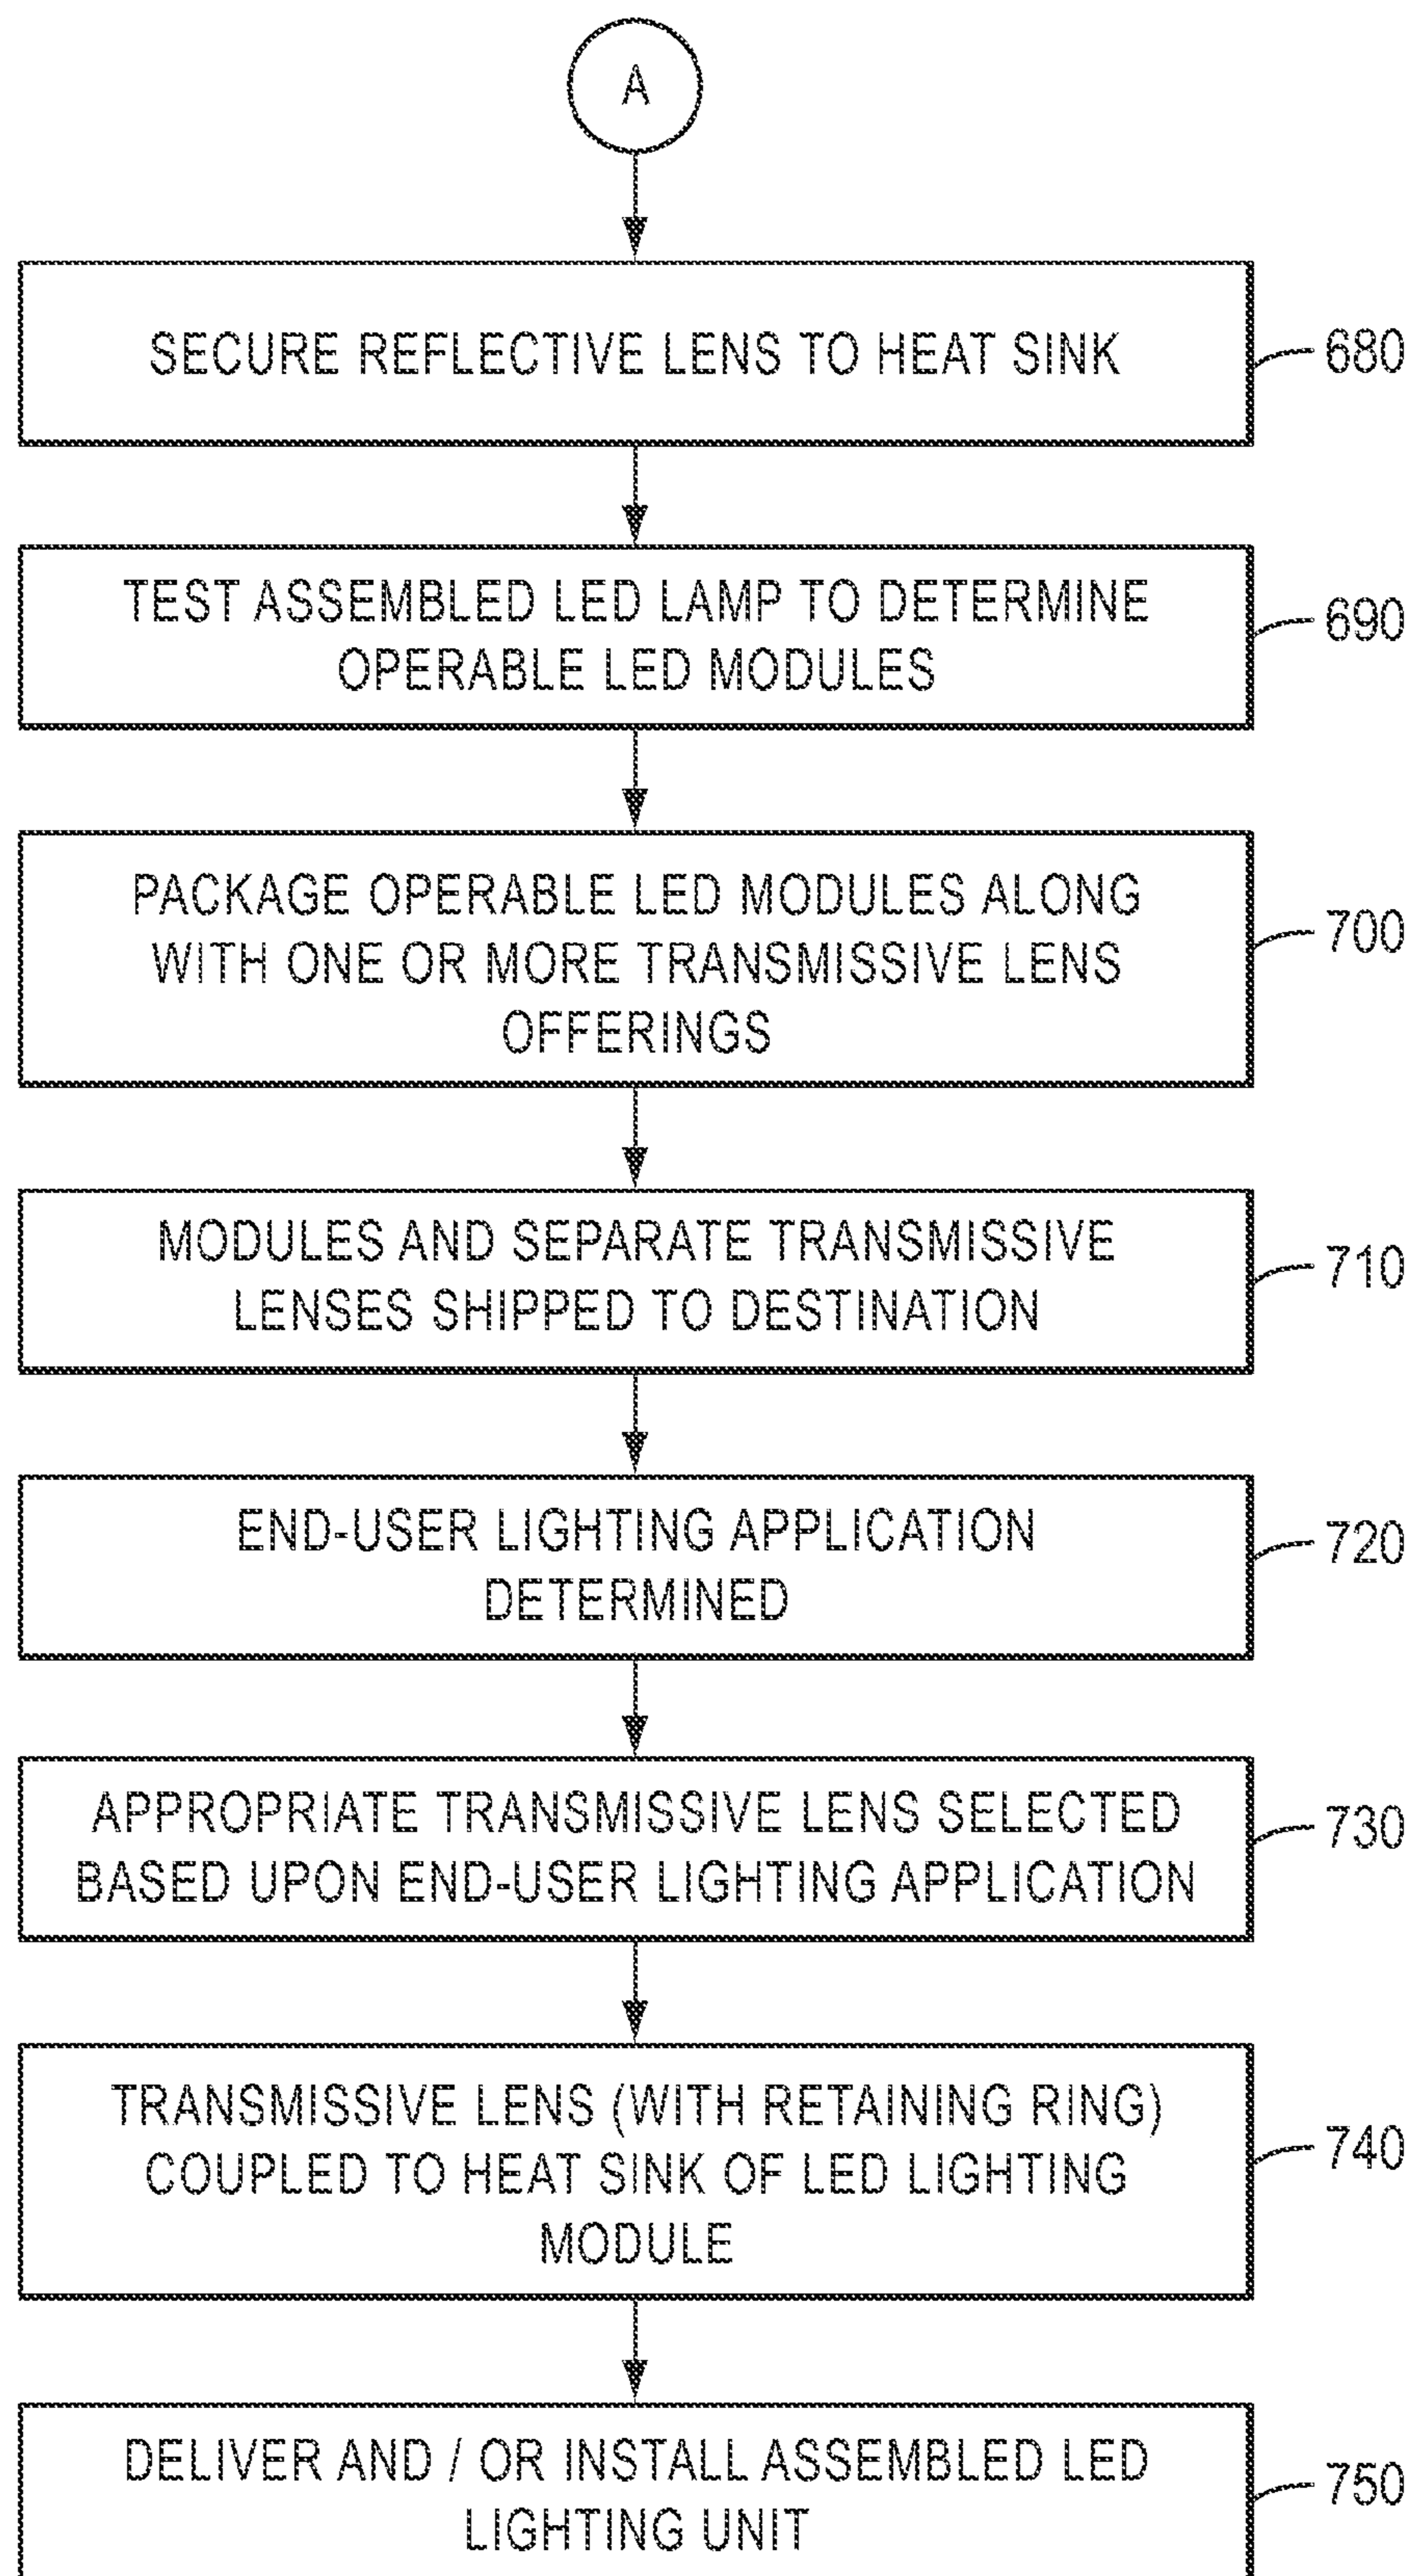 A
SECURE REFLECTIVE LENS TO HEAT SINK
680
TEST ASSEMBLED LED LAMP TO DETERMINE
OPERABLE LED MODULES
690
PACKAGE OPERABLE LED MODULES ALONG
WITH ONE OR MORE TRANSMISSIVE LENS
OFFERINGS
700
MODULES AND SEPARATE TRANSMISSIVE
LENSES SHIPPED TO DESTINATION
710
END-USER LIGHTING APPLICATION
DETERMINED
720
APPROPRIATE TRANSMISSIVE LENS SELECTED
BASED UPON END-USER LIGHTING APPLICATION
730
TRANSMISSIVE LENS (WITH RETAINING RING)
COUPLED TO HEAT SINK OF LED LIGHTING
MODULE
740
DELIVER AND / OR INSTALL ASSEMBLED LED
LIGHTING UNIT
750